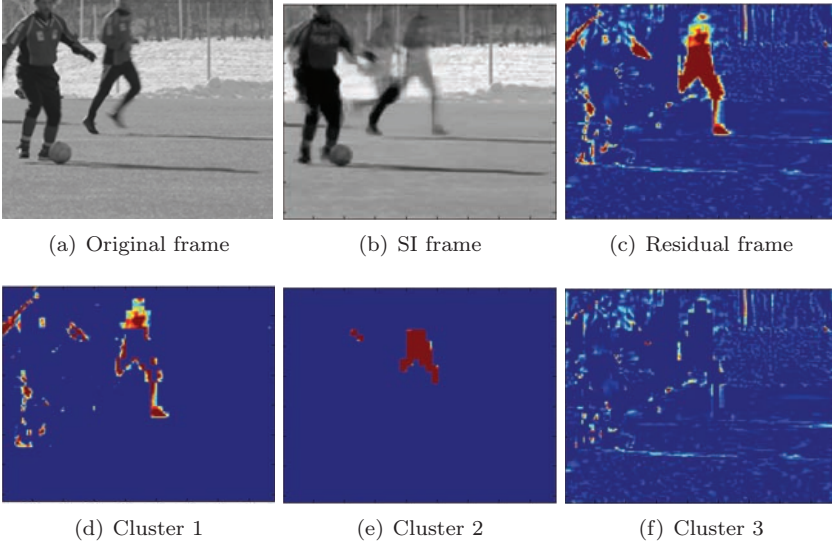 (a) Original frame
(b) SI frame
(c) Residual frame
(d) Cluster 1
(e) Cluster 2
(f) Cluster 3